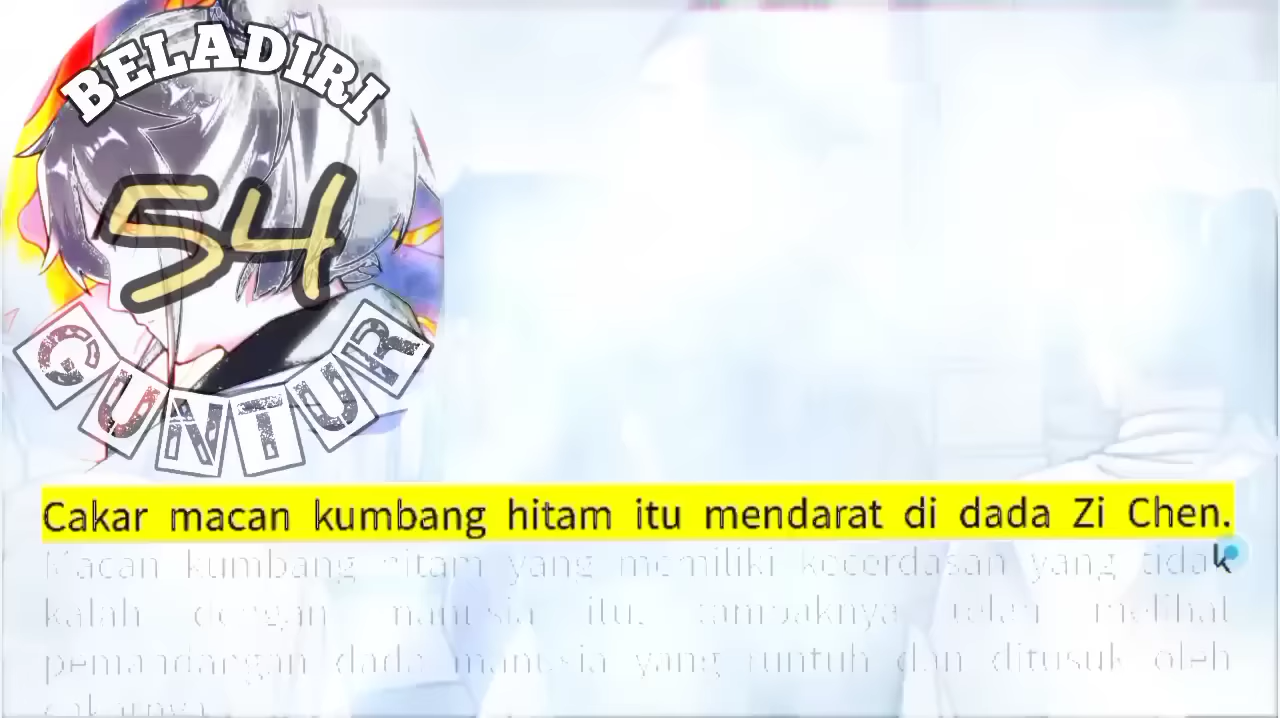 BELADIRI
54
GUNTUR
Cakar macan kumbang hitam itu mendarat di dada Zi Chen.
Macan kumbang hitam yang memiliki kecerdasan yang tidak
kalah dengan manusia itu, tampaknya telah melihat
pemandangan dada manusia yang runtuh dan ditusuk oleh
cakarnya.